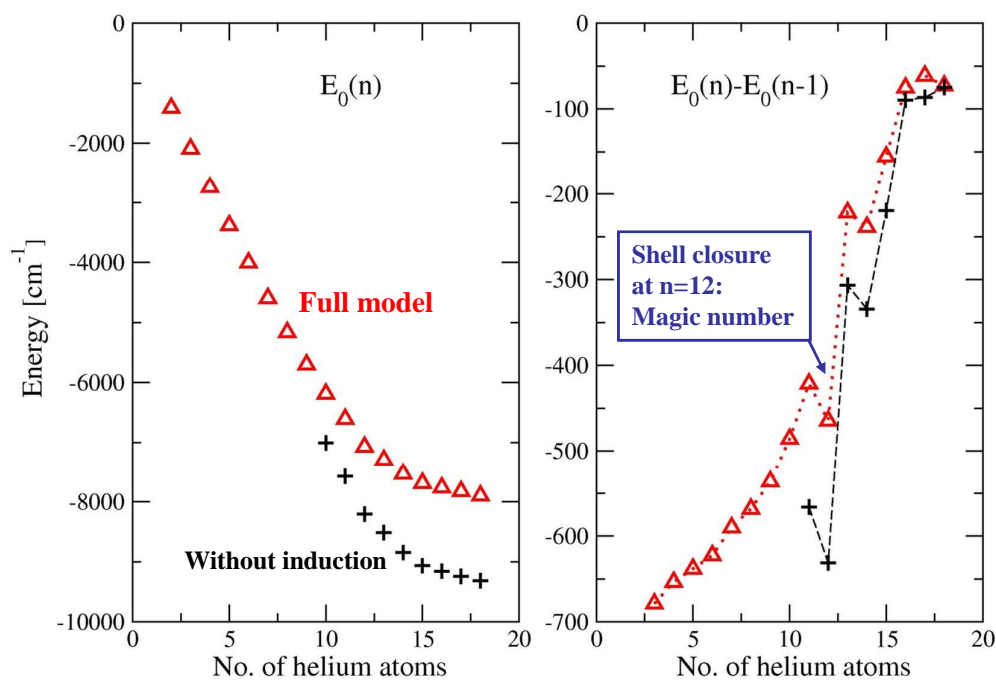 0
-2000
-4000
-6000
-8000
-10000
Energy [cm⁻¹]
E₀(n)
Full model
Without induction
0 5 10 15 20
No. of helium atoms
0
-100
-200
-300
-400
-500
-600
-700
E₀(n)-E₀(n-1)
Shell closure
at n=12:
Magic number
0 5 10 15 20
No. of helium atoms